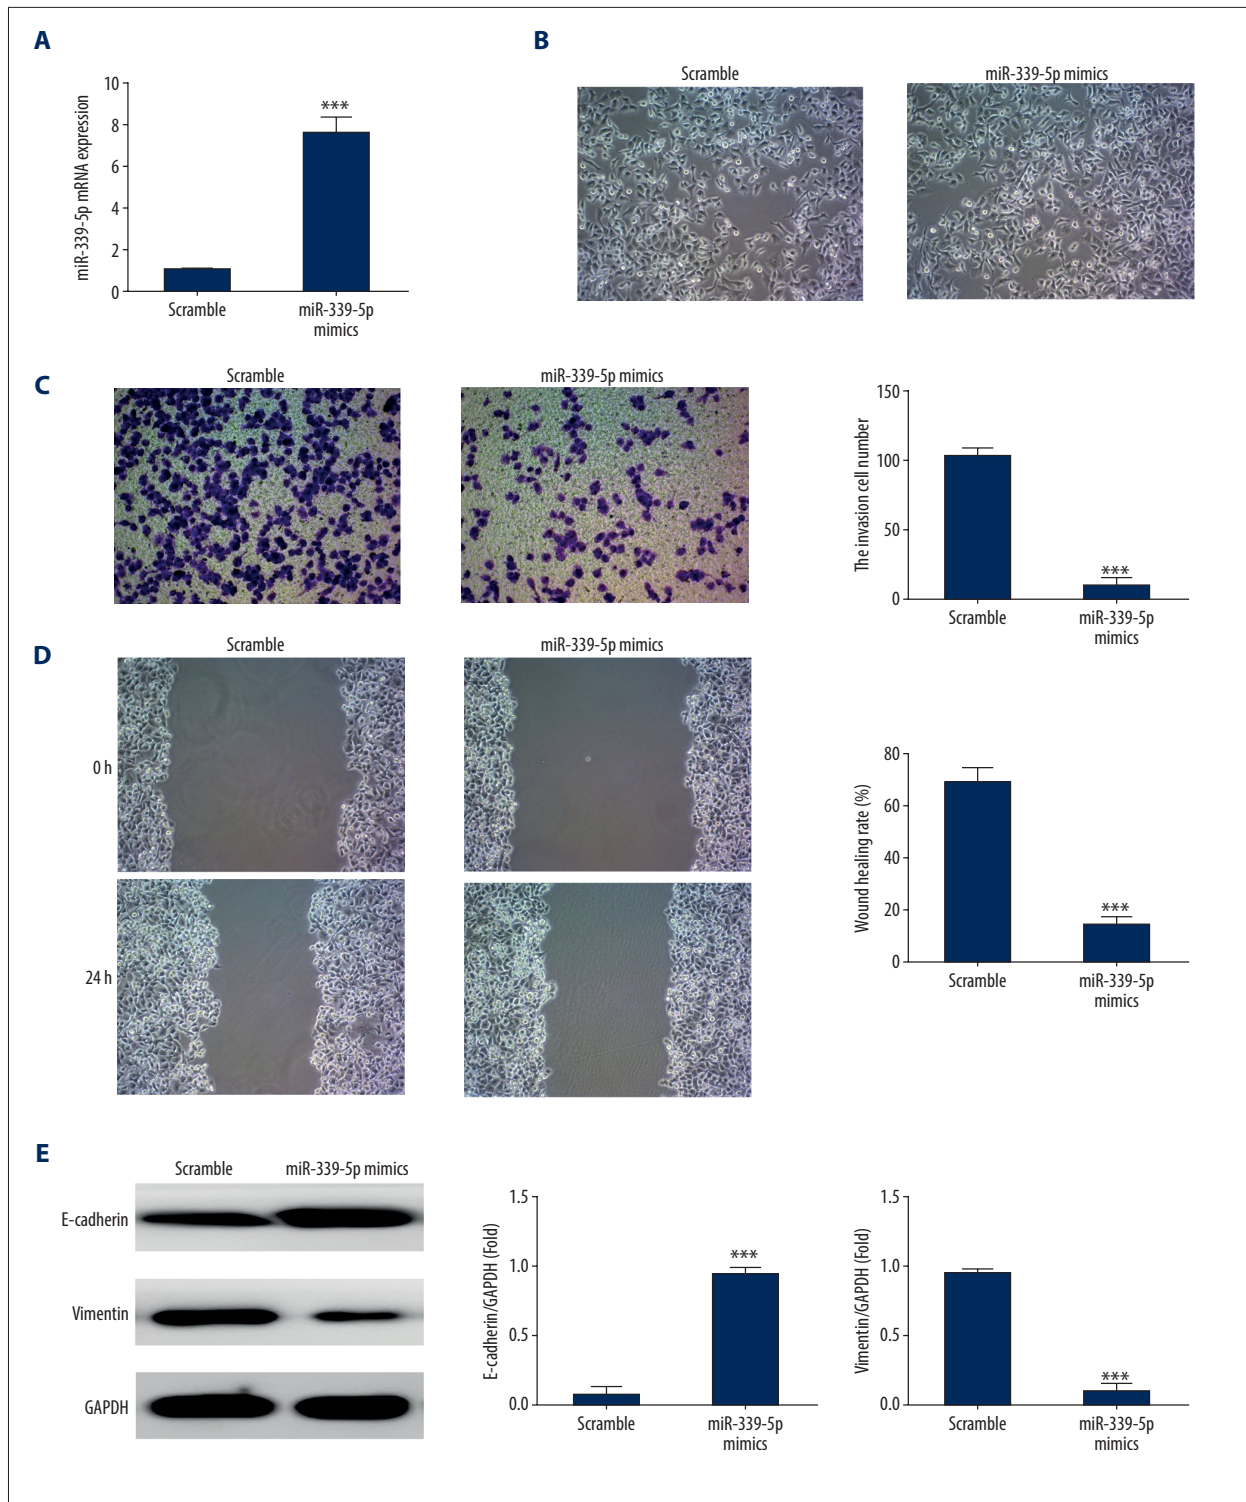 A
miR-339-5p mRNA expression
10
8
6
4
2
0
***
Scramble
miR-339-5p
mimics
B
Scramble
miR-339-5p mimics
C
Scramble
miR-339-5p mimics
The invasion cell number
150
100
50
0
***
Scramble
miR-339-5p
mimics
D
Scramble
miR-339-5p mimics
0 h
24 h
Wound healing rate (%)
80
60
40
20
0
***
Scramble
miR-339-5p
mimics
E
Scramble
miR-339-5p mimics
E-cadherin
Vimentin
GAPDH
E-cadherin/GAPDH (Fold)
1.5
1.0
0.5
0.0
***
Scramble
miR-339-5p
mimics
Vimentin/GAPDH (Fold)
1.5
1.0
0.5
0.0
***
Scramble
miR-339-5p
mimics